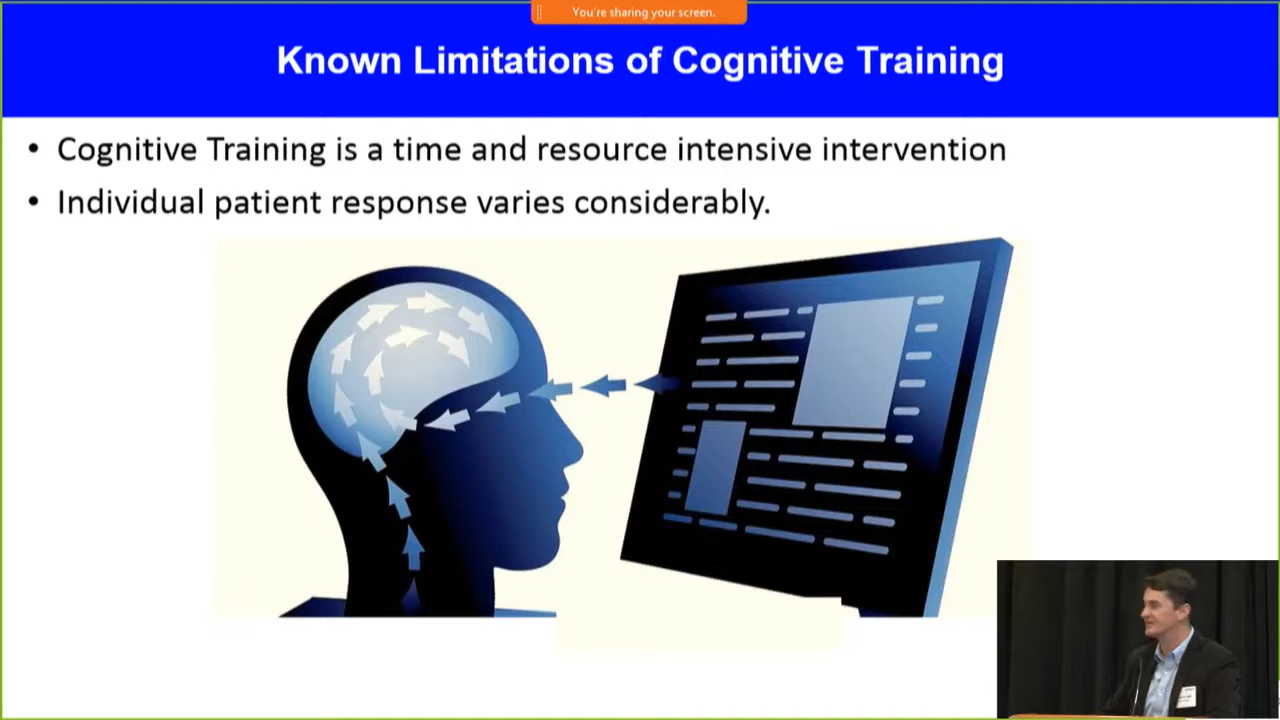 You're sharing your screen.
Known Limitations of Cognitive Training
• Cognitive Training is a time and resource intensive intervention
• Individual patient response varies considerably.